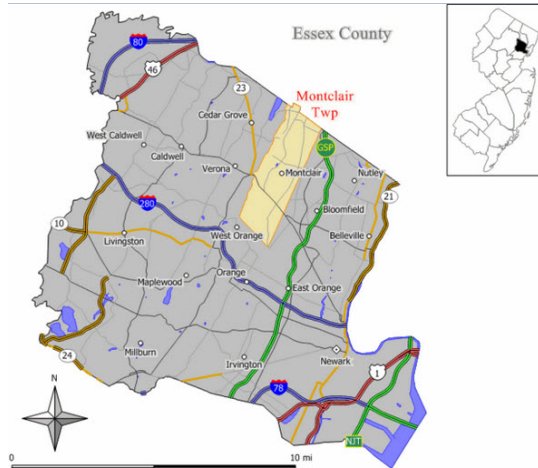 Essex County
80
46
23
Montclair
Twp
Cedar Grove
GSP
West Caldwell
Caldwell
Verona
Montclair
Nutley
21
280
Bloomfield
10
West Orange
Belleville
Livingston
Maplewood
Orange
East Orange
24
Millburn
Irvington
Newark
1
78
N
NJT
0
10 mi